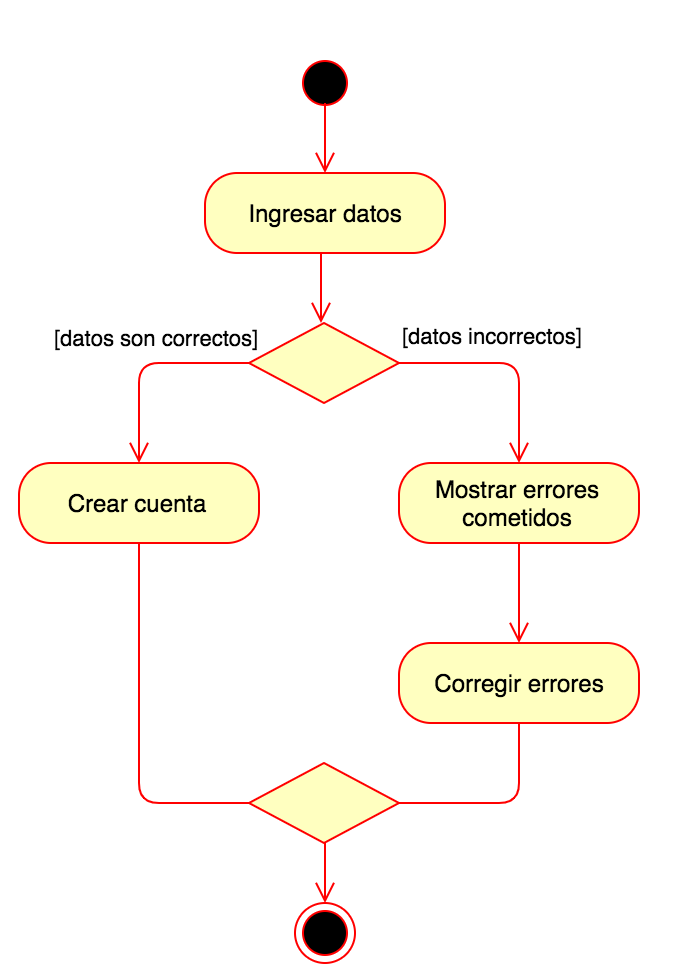 Ingresar datos
[datos son correctos]
[datos incorrectos]
Crear cuenta
Mostrar errores
cometidos
Corregir errores